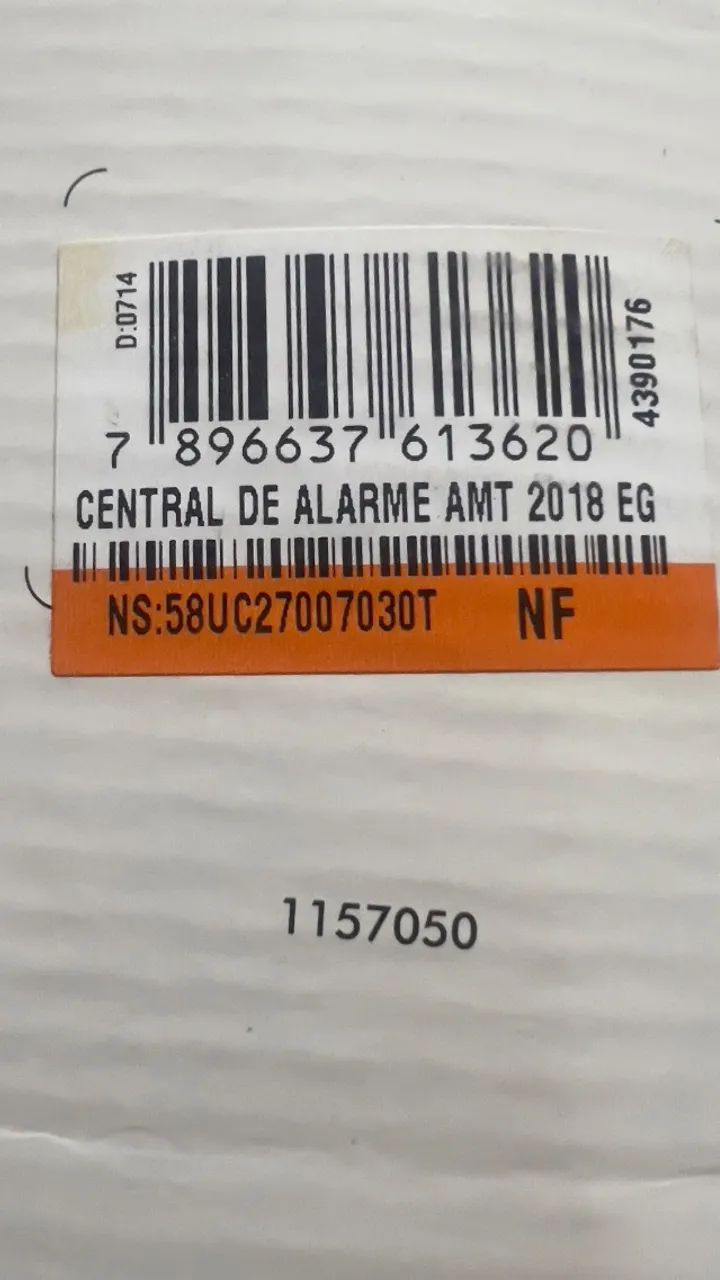 D:0714
4390176
7 896637 613620
CENTRAL DE ALARME AMT 2018 EG
NS:58UC27007030T NF
1157050